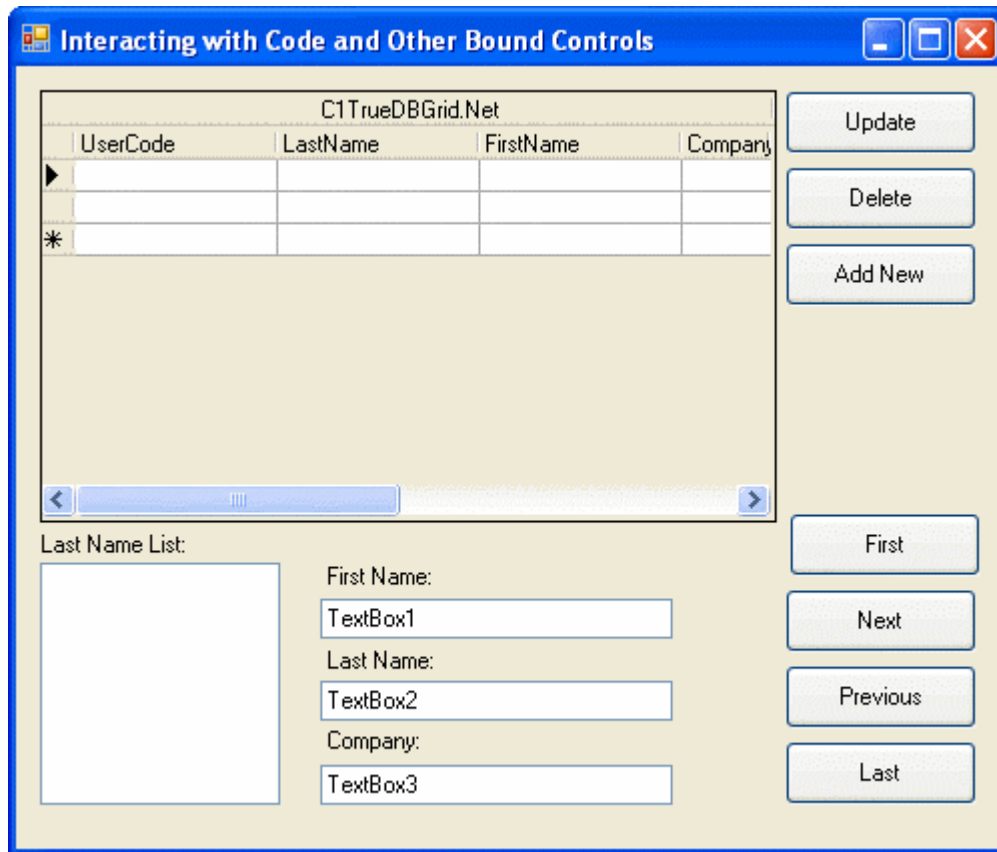 Interacting with Code and Other Bound Controls
C1TrueDBGrid.Net
UserCode LastName FirstName Company
Update
Delete
Add New
Last Name List:
First Name:
TextBox1
Last Name:
TextBox2
Company:
TextBox3
First
Next
Previous
Last